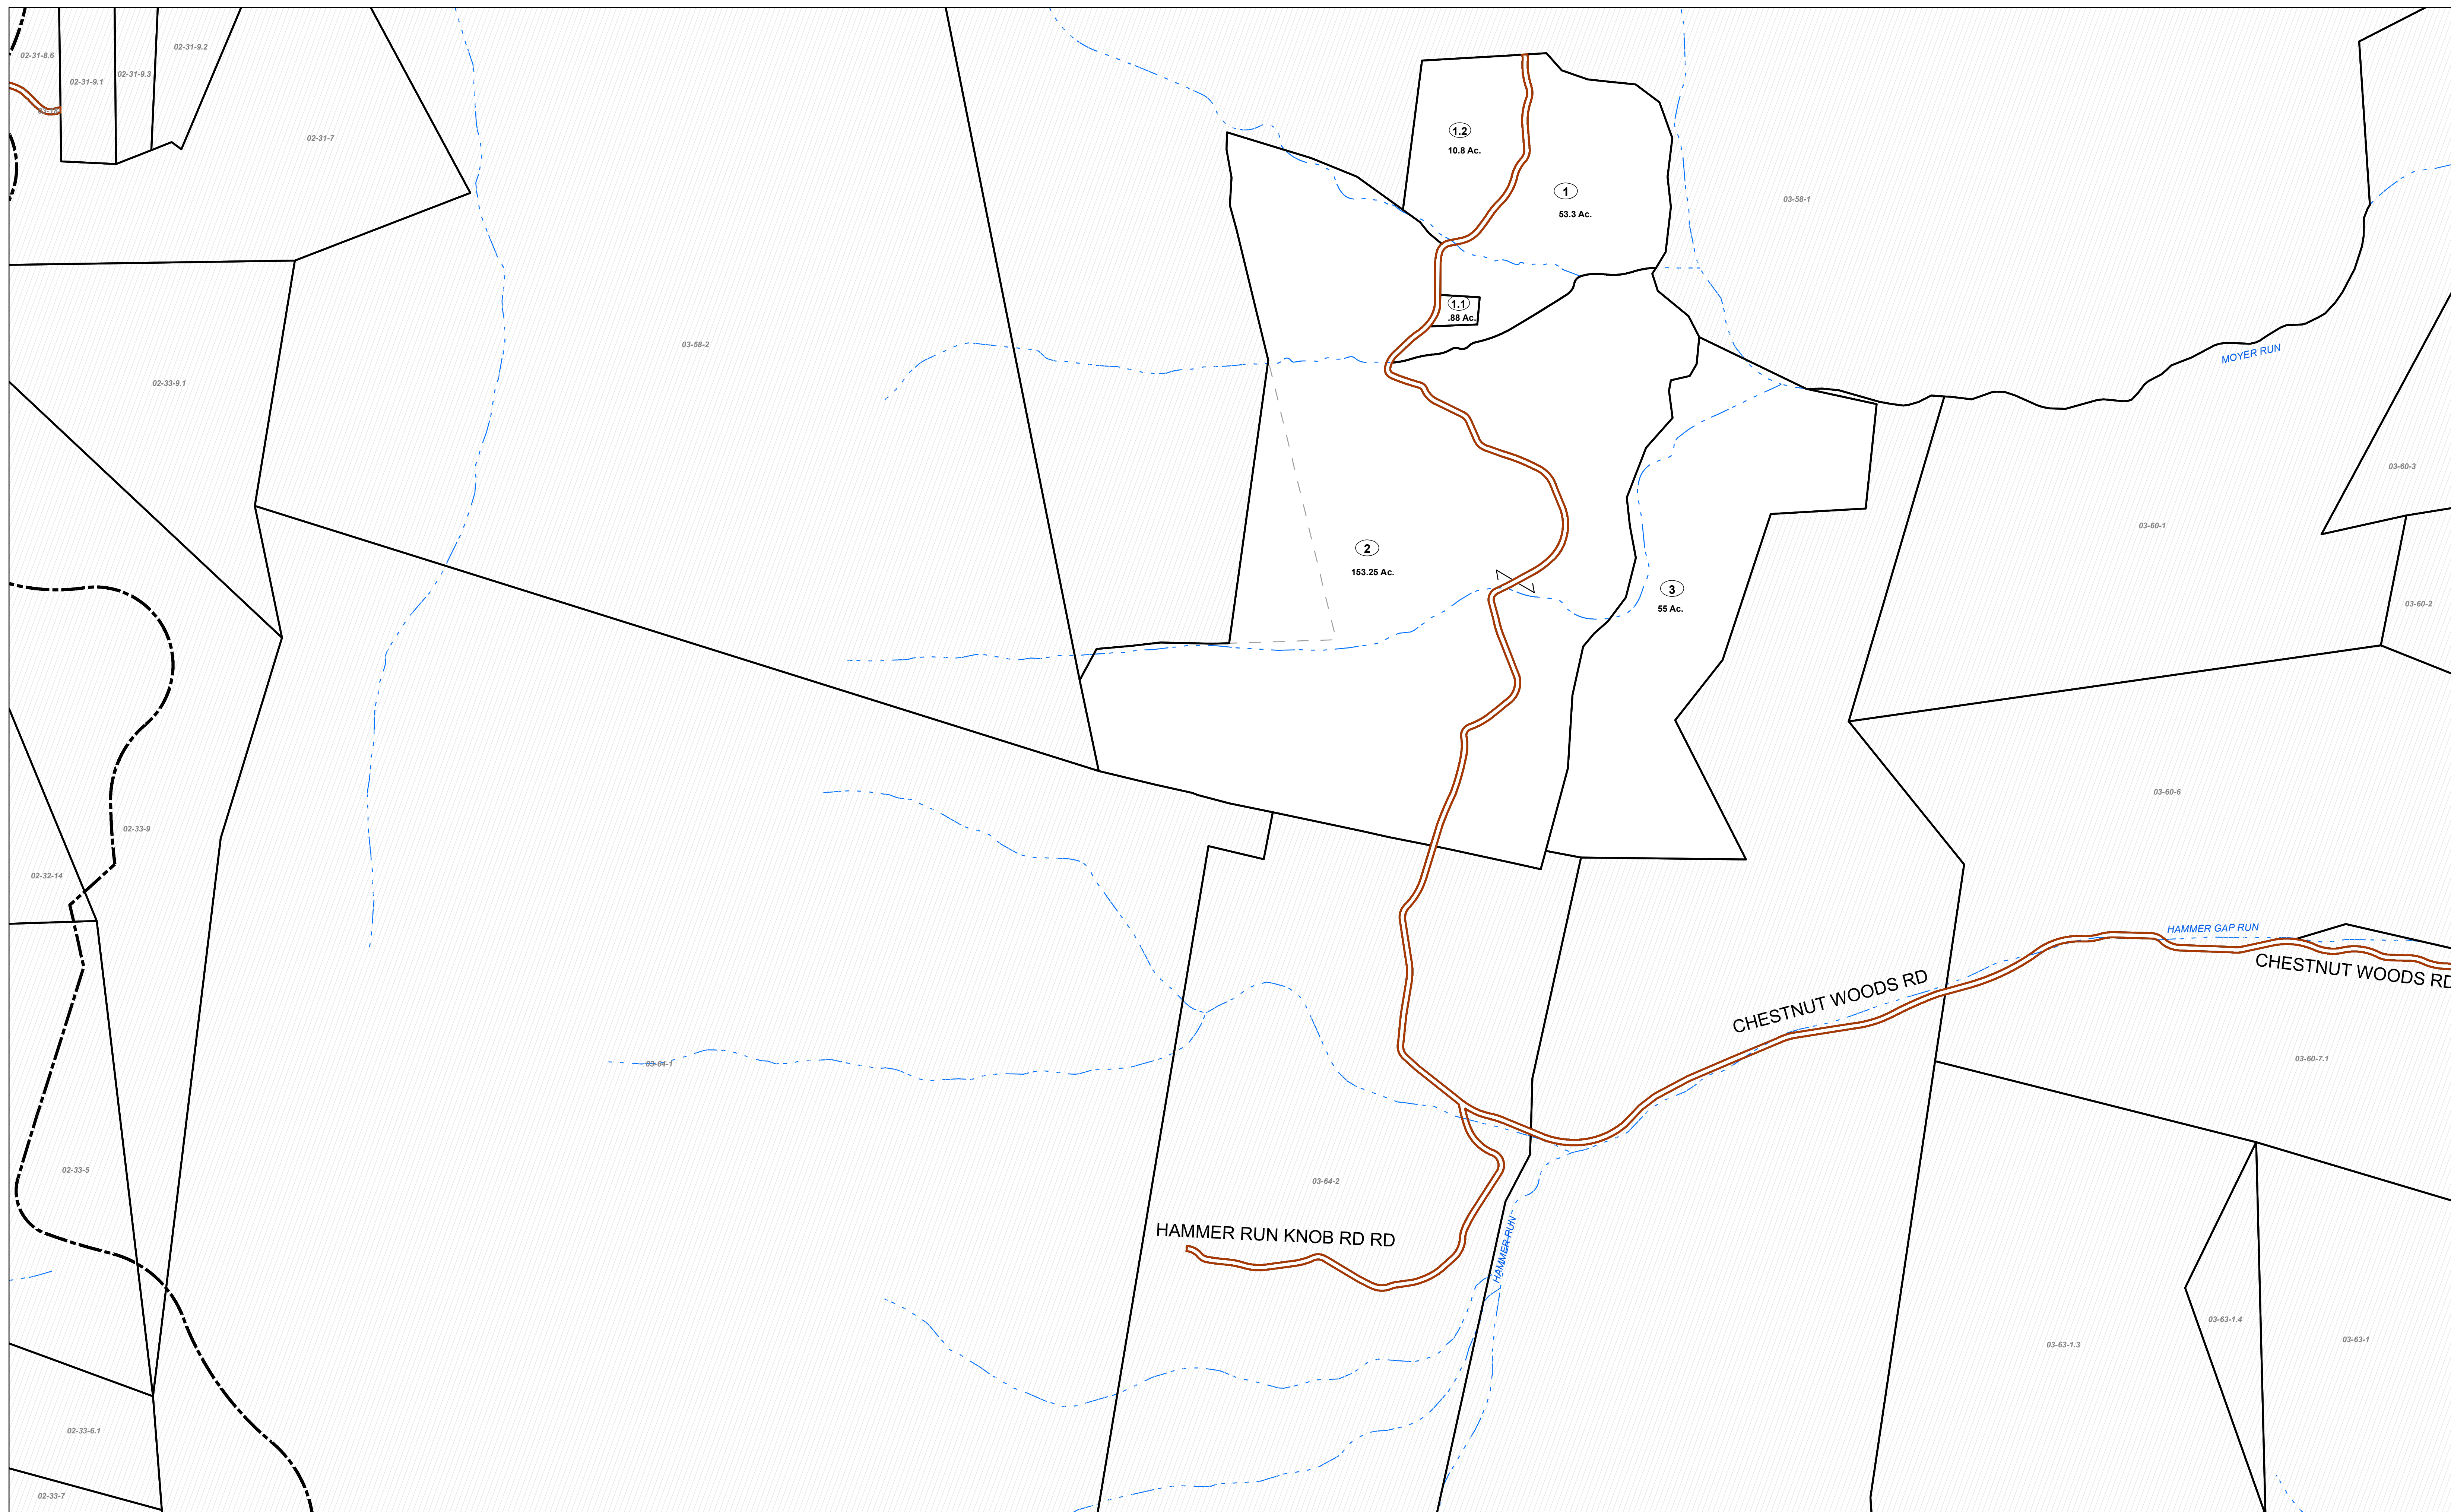 02-31-8.6
02-31-9.1
02-31-9.3
02-31-9.2
02-31-7
1.2
10.8 Ac.
1
53.3 Ac.
03-58-1
1.1
.88 Ac.
03-58-2
MOYER RUN
02-33-9.1
03-60-3
03-60-1
2
153.25 Ac.
3
55 Ac.
03-60-2
03-60-6
02-33-9
02-32-14
HAMMER GAP RUN
CHESTNUT WOODS RD
CHESTNUT WOODS RD
03-64-1
03-60-7.1
02-33-5
03-64-2
HAMMER RUN KNOB RD RD
HAMMER RUN
03-63-1.3
03-63-1.4
03-63-1
02-33-6.1
02-33-7